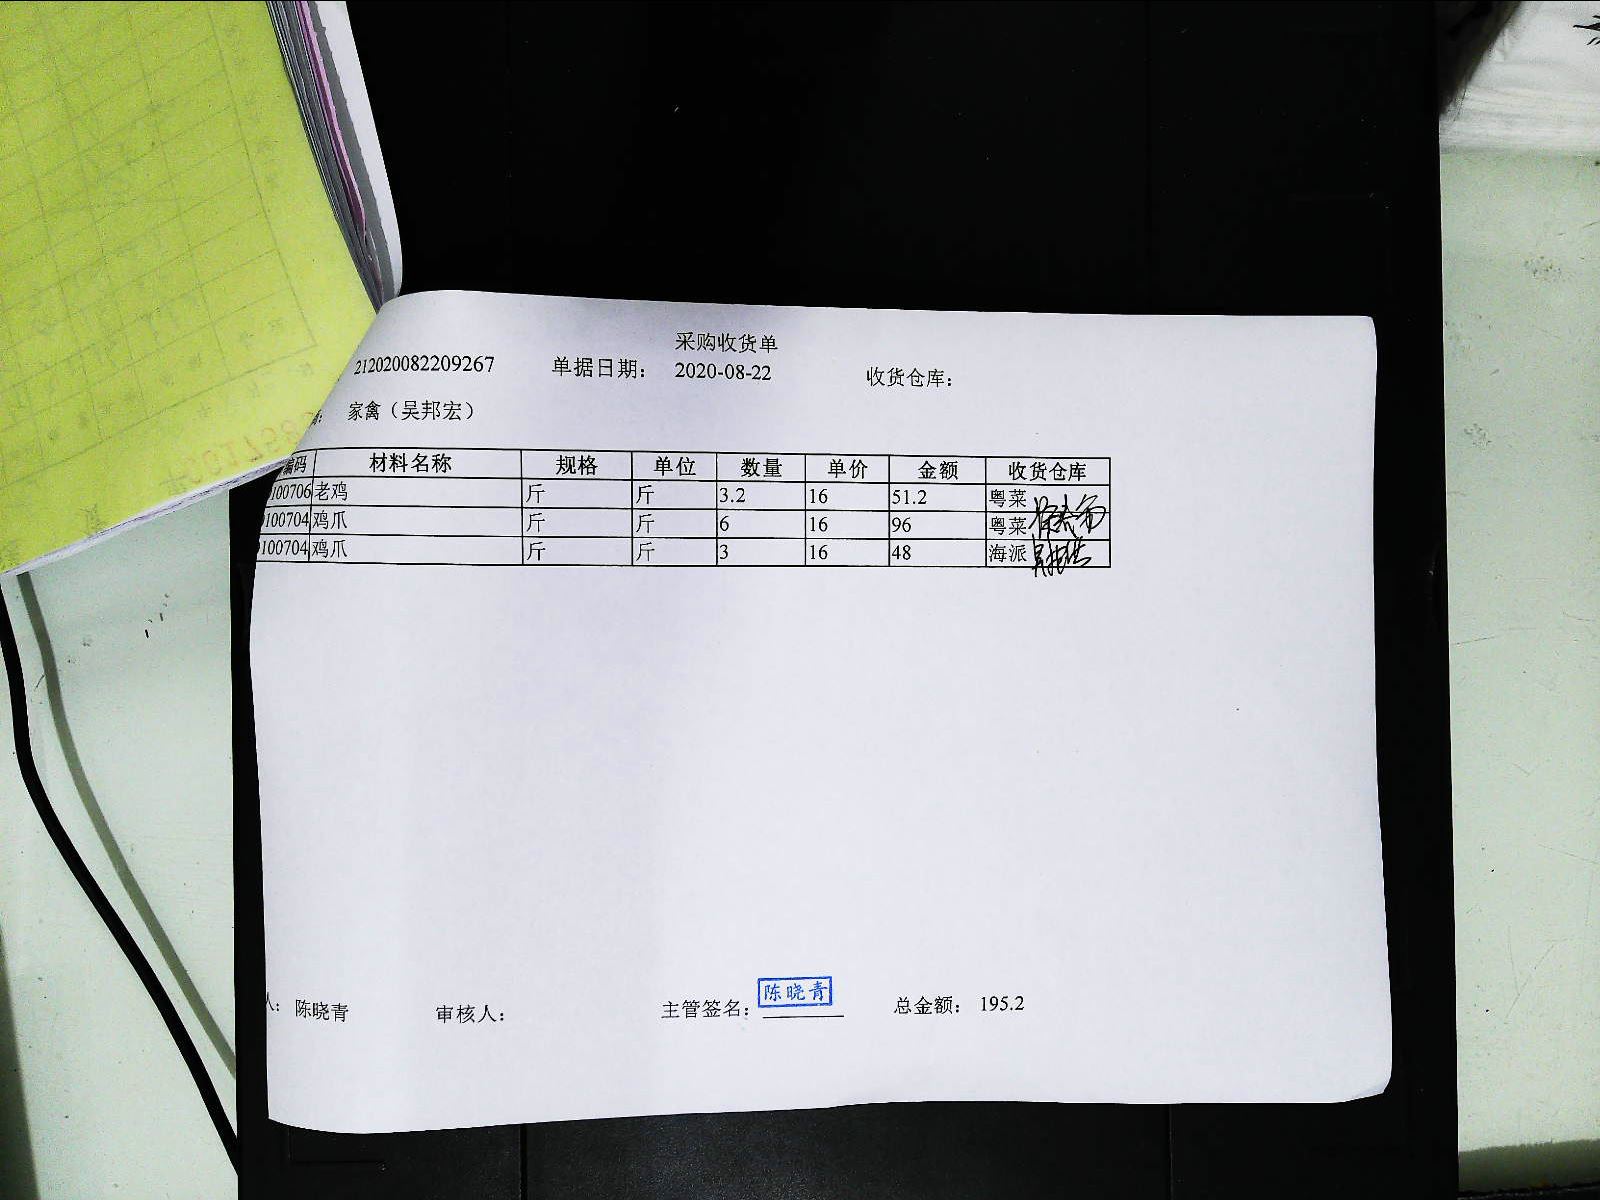 采购收货单
212020082209267 单据日期： 2020-08-22 收货仓库：
家禽（吴邦宏）
编码 材料名称 规格 单位 数量 单价 金额 收货仓库
100706 老鸡 斤 斤 3.2 16 51.2 粤菜
100704 鸡爪 斤 斤 6 16 96 粤菜
100704 鸡爪 斤 斤 3 16 48 海派
人： 陈晓青 审核人： 主管签名： 陈晓青 总金额： 195.2